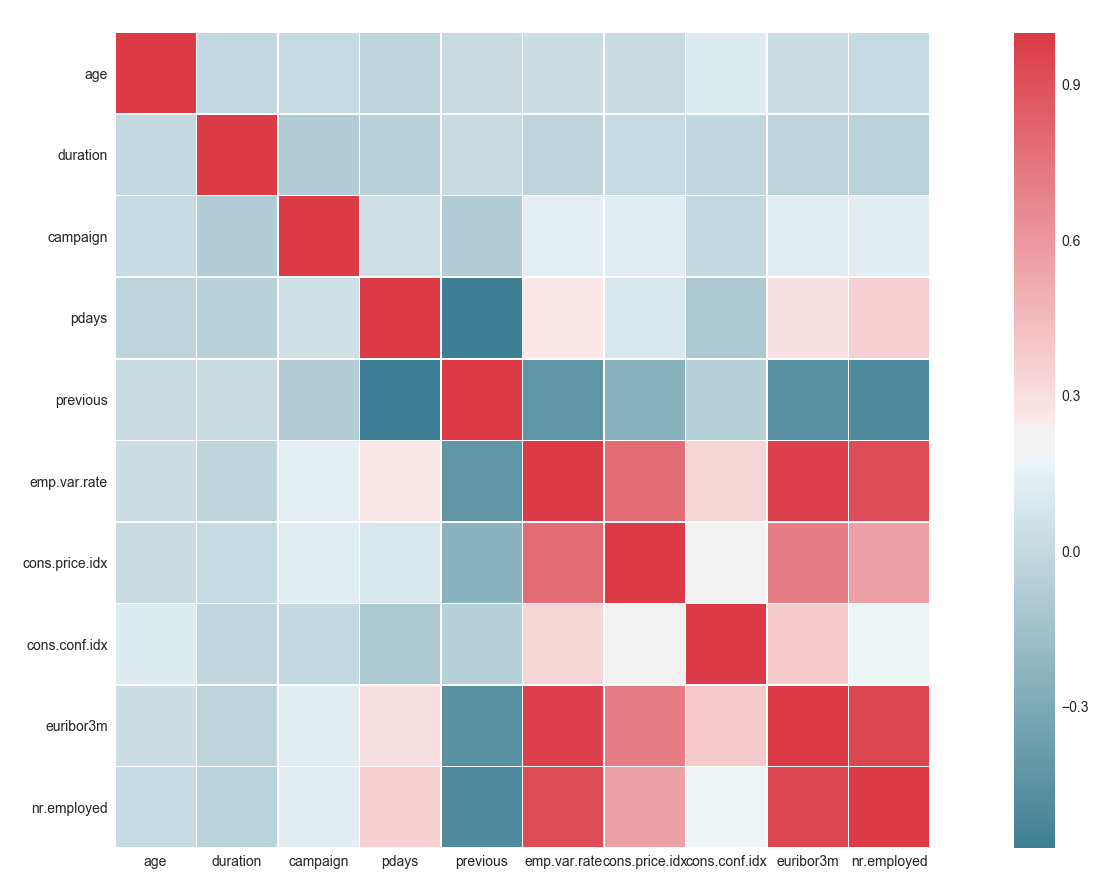 age
duration
campaign
pdays
previous
emp.var.rate
cons.price.idx
cons.conf.idx
euribor3m
nr.employed
age duration campaign pdays previous emp.var.rate cons.price.idx cons.conf.idx euribor3m nr.employed
0.9
0.6
0.3
0.0
−0.3